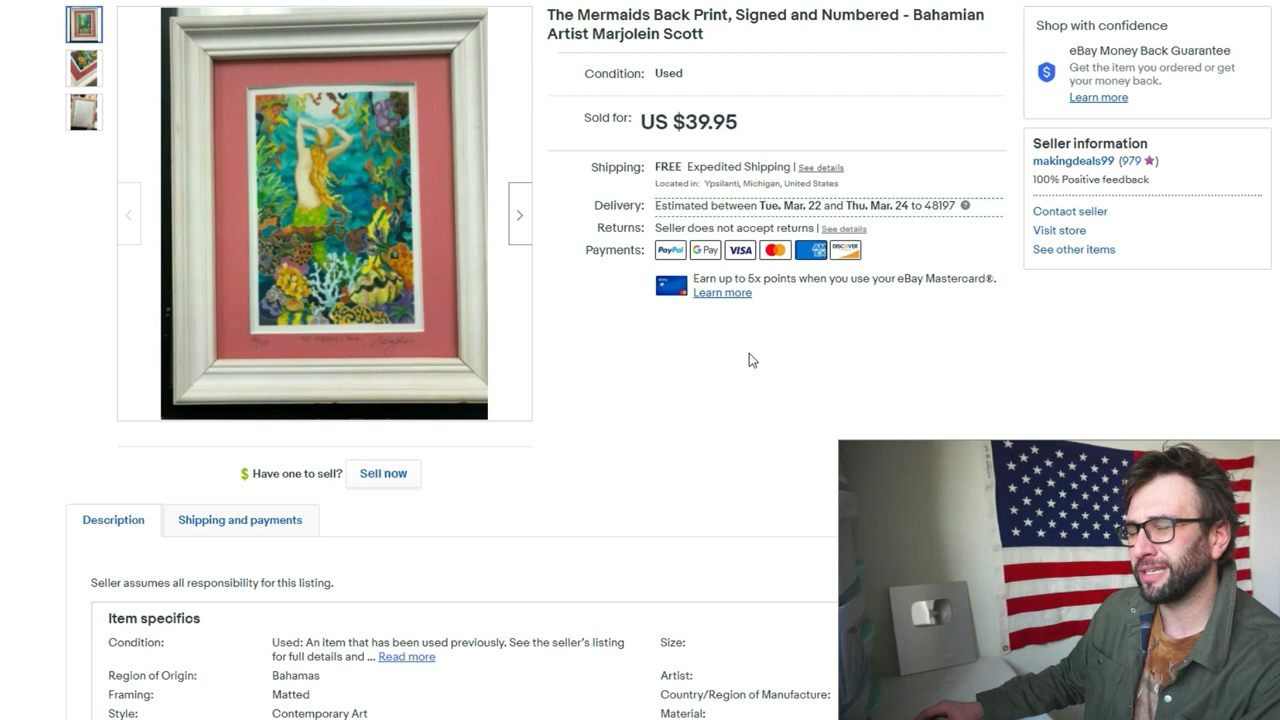 The Mermaids Back Print, Signed and Numbered - Bahamian
Artist Marjolein Scott
Condition: Used
Sold for: US $39.95
Shipping: FREE Expedited Shipping | See details
Located in: Ypsilanti, Michigan, United States
Delivery: Estimated between Tue. Mar. 22 and Thu. Mar. 24 to 48197 ?
Returns: Seller does not accept returns | See details
Payments: PayPal G Pay VISA AM EX DISCOVER
Earn up to 5x points when you use your eBay Mastercard®.
Learn more
Shop with confidence
eBay Money Back Guarantee
Get the item you ordered or get
your money back.
Learn more
Seller information
makingdeals99 (979 ★)
100% Positive feedback
Contact seller
Visit store
See other items
$ Have one to sell? Sell now
Description Shipping and payments
Seller assumes all responsibility for this listing.
Item specifics
Condition: Used: An item that has been used previously. See the seller's listing
for full details and ... Read more
Size:
Region of Origin: Bahamas
Artist:
Framing: Matted
Country/Region of Manufacture:
Style: Contemporary Art
Material: